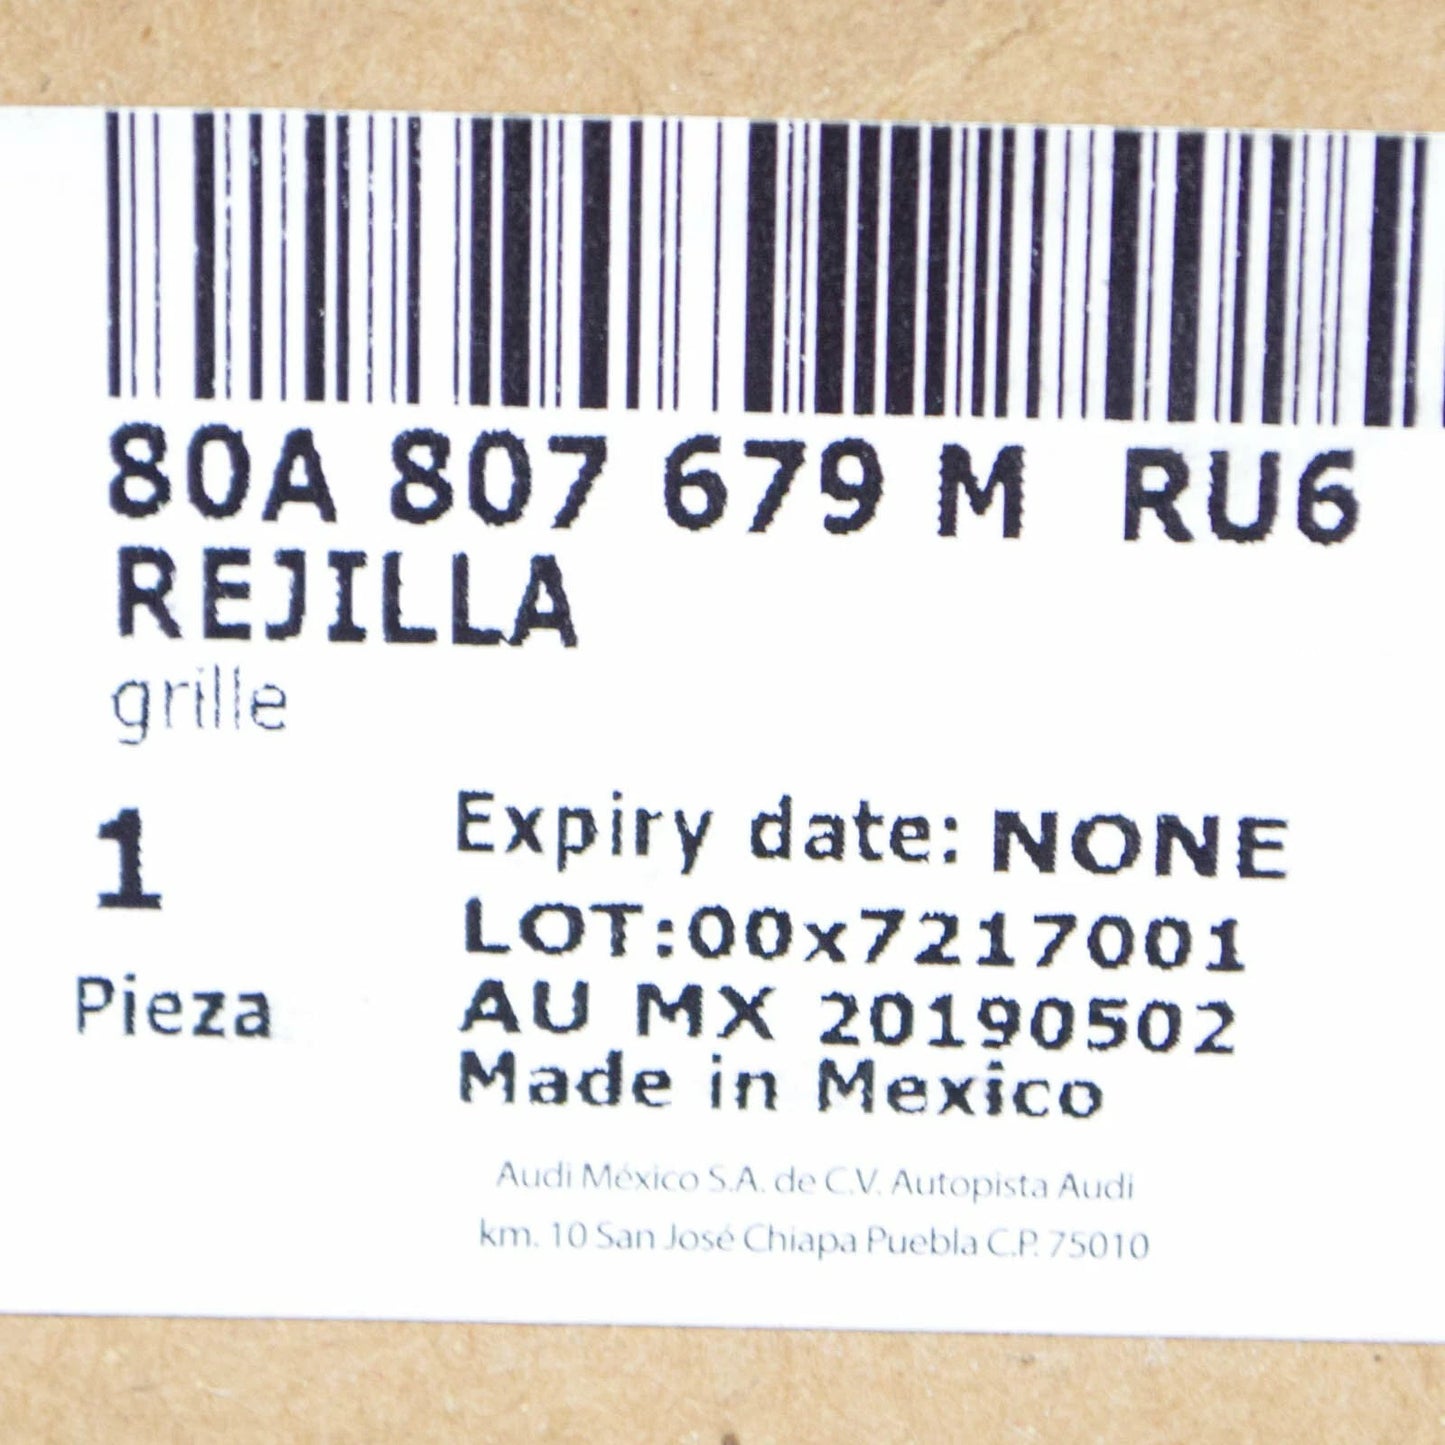 80A 807 679 M RU6
REJILLA
grille
1
Pieza
Expiry date: NONE
LOT:00x7217001
AU MX 20190502
Made in Mexico
Audi México S.A. de C.V. Autopista Audi
km. 10 San José Chiapa Puebla C.P. 75010